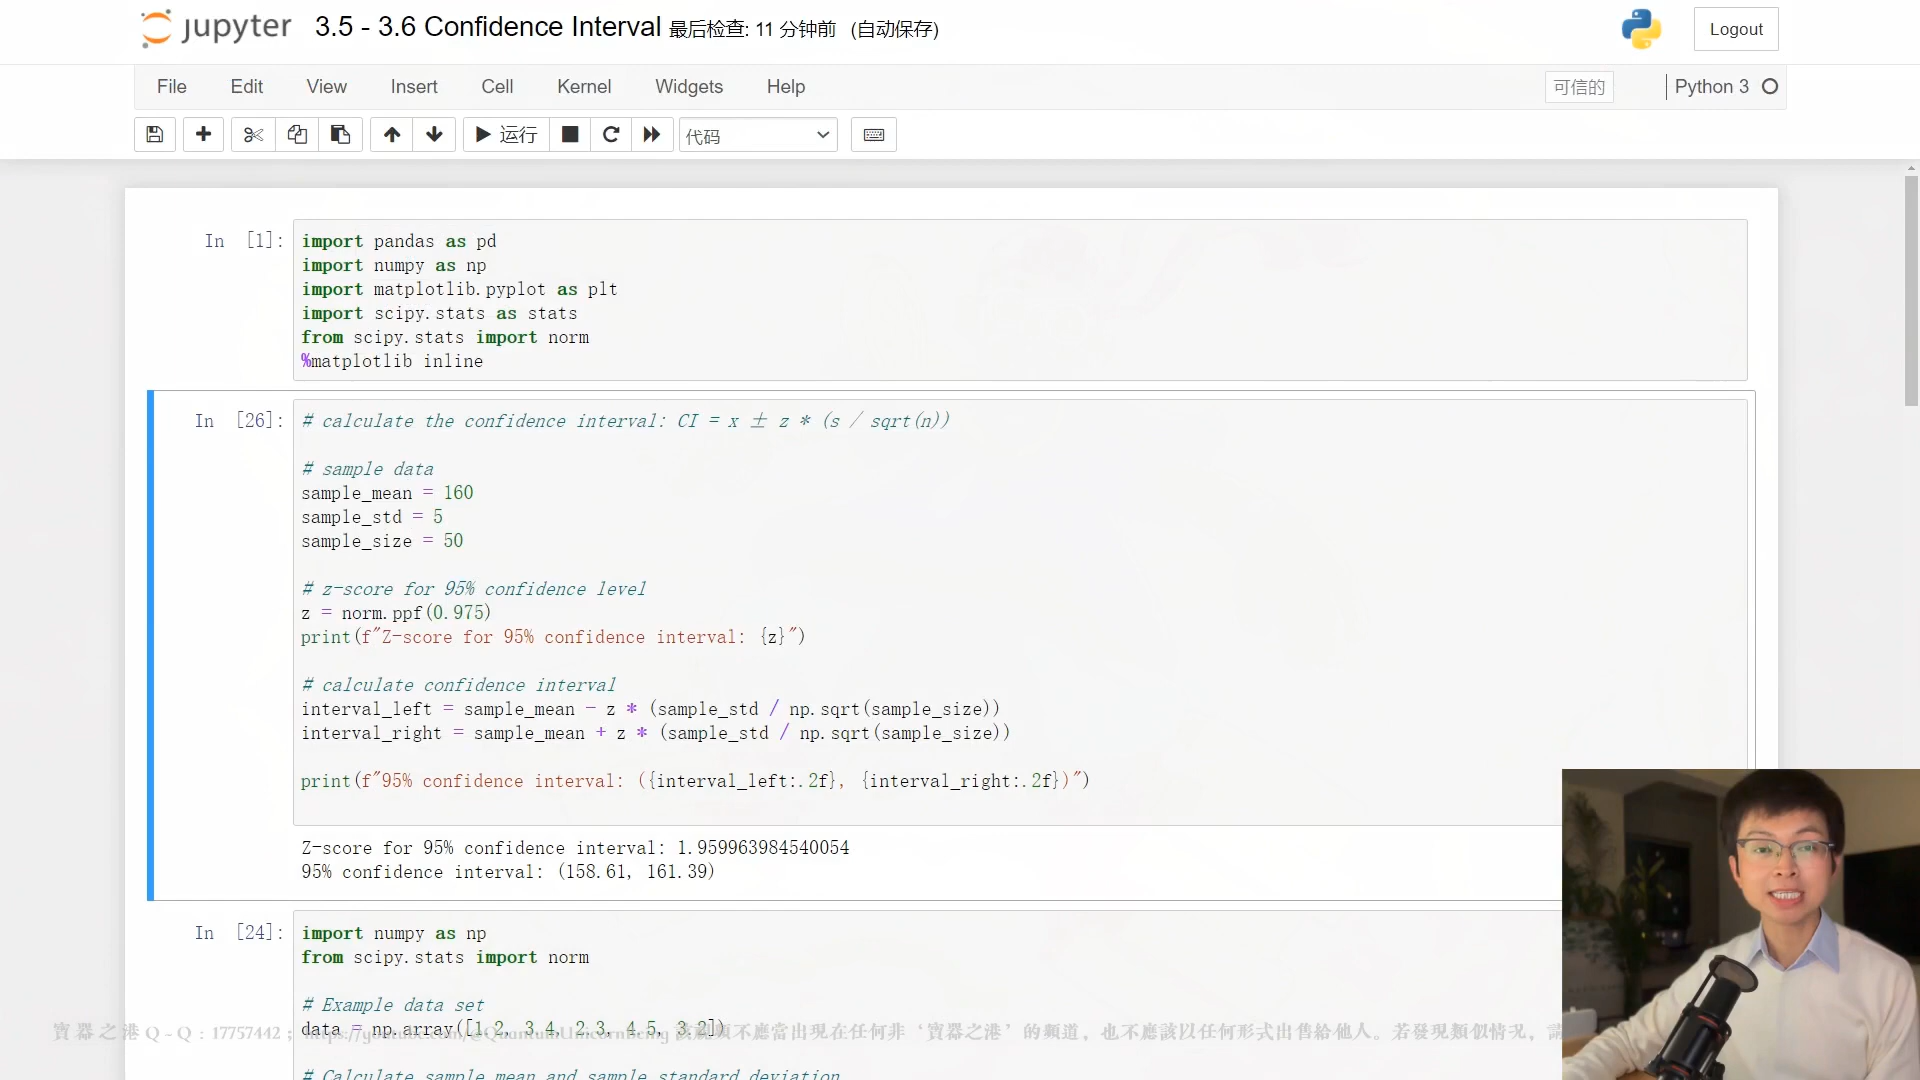 jupyter 3.5 - 3.6 Confidence Interval 最后检查: 11 分钟前 (自动保存) Logout
File Edit View Insert Cell Kernel Widgets Help 可信的 Python 3
运行 代码
In [1]: import pandas as pd
import numpy as np
import matplotlib.pyplot as plt
import scipy.stats as stats
from scipy.stats import norm
%matplotlib inline
In [26]: # calculate the confidence interval: CI = x ± z * (s / sqrt(n))
# sample data
sample_mean = 160
sample_std = 5
sample_size = 50
# z-score for 95% confidence level
z = norm.ppf(0.975)
print(f"Z-score for 95% confidence interval: {z}")
# calculate confidence interval
interval_left = sample_mean - z * (sample_std / np.sqrt(sample_size))
interval_right = sample_mean + z * (sample_std / np.sqrt(sample_size))
print(f"95% confidence interval: ({interval_left:.2f}, {interval_right:.2f})")
Z-score for 95% confidence interval: 1.959963984540054
95% confidence interval: (158.61, 161.39)
In [24]: import numpy as np
from scipy.stats import norm
# Example data set
data = np.array([1.2, 3.4, 2.3, 4.5, 3.2])
寶器之港 Q-Q：17757442；https://youtube.com/@QuantumUnicornBeing 該視頻不應當出現在任何非‘寶器之港’的頻道，也不應該以任何形式出售給他人。若發現類似情况，請
# Calculate sample mean and sample standard deviation